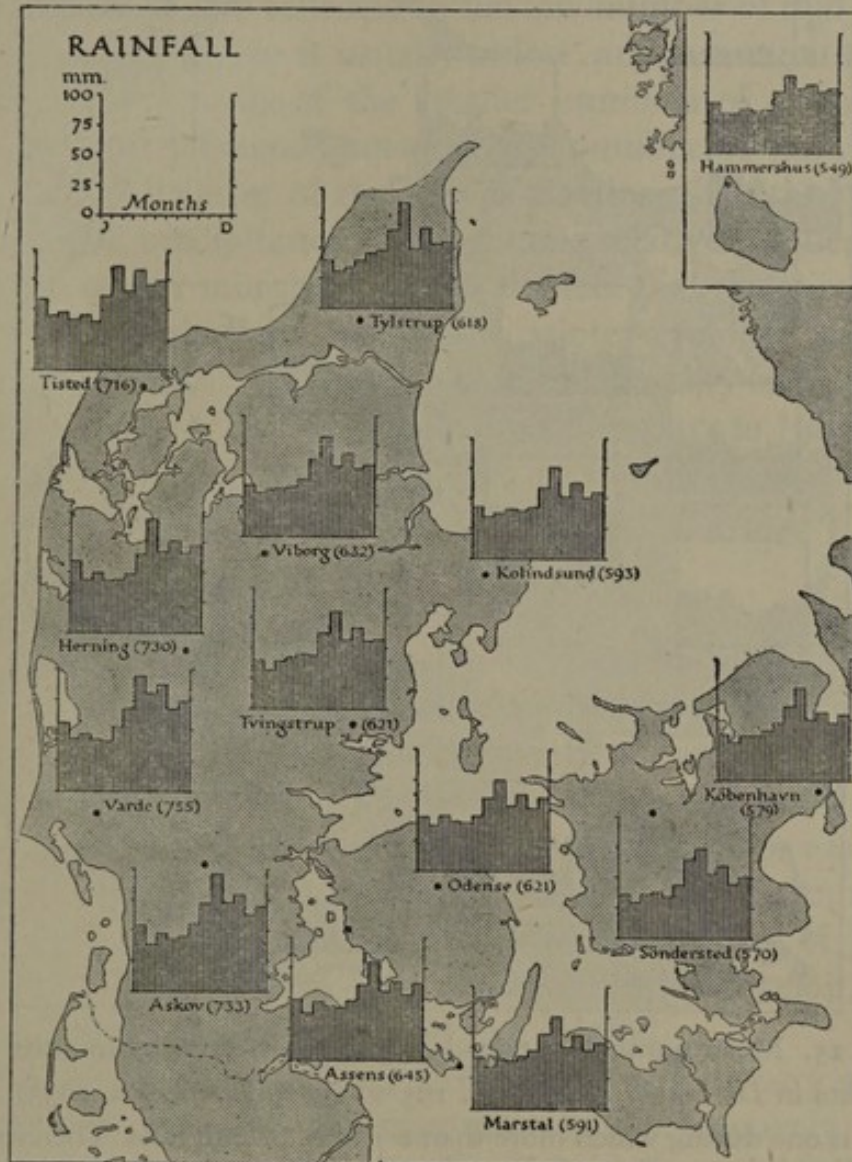 RAINFALL
mm.
100
75
50
25
0
Months
J D
Hammershus (549)
Tylstrup (618)
Tisted (716)
Viborg (632)
Kolindsund (593)
Herning (730)
Tvingstrup (621)
Varde (755)
Köbenhavn
(579)
Odense (621)
Söndersted (570)
Askov (733)
Assens (645)
Marstal (591)